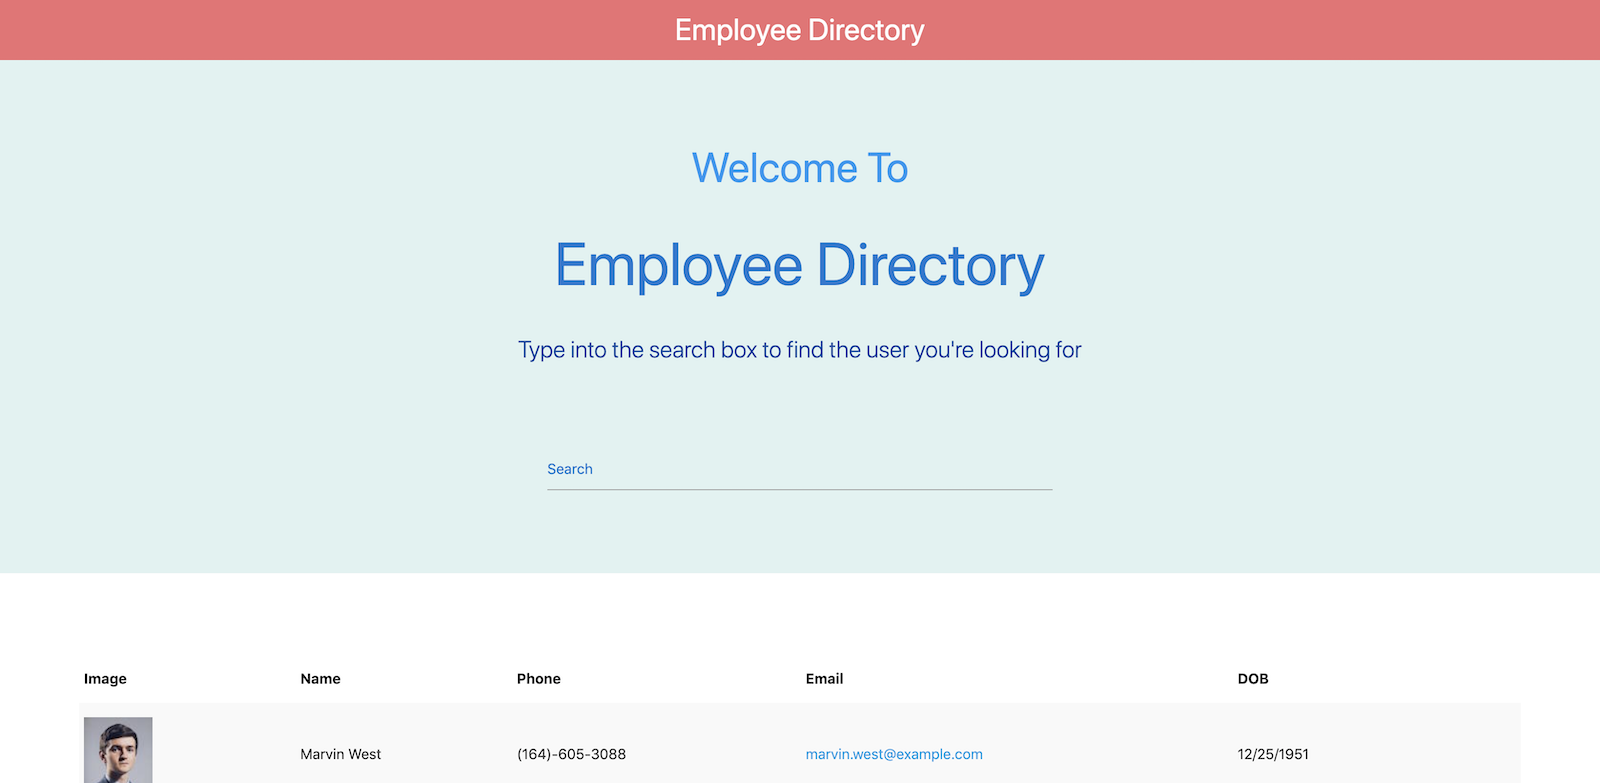 Employee Directory
Welcome To
Employee Directory
Type into the search box to find the user you're looking for
Search
Image Name Phone Email DOB
Marvin West (164)-605-3088 marvin.west@example.com 12/25/1951